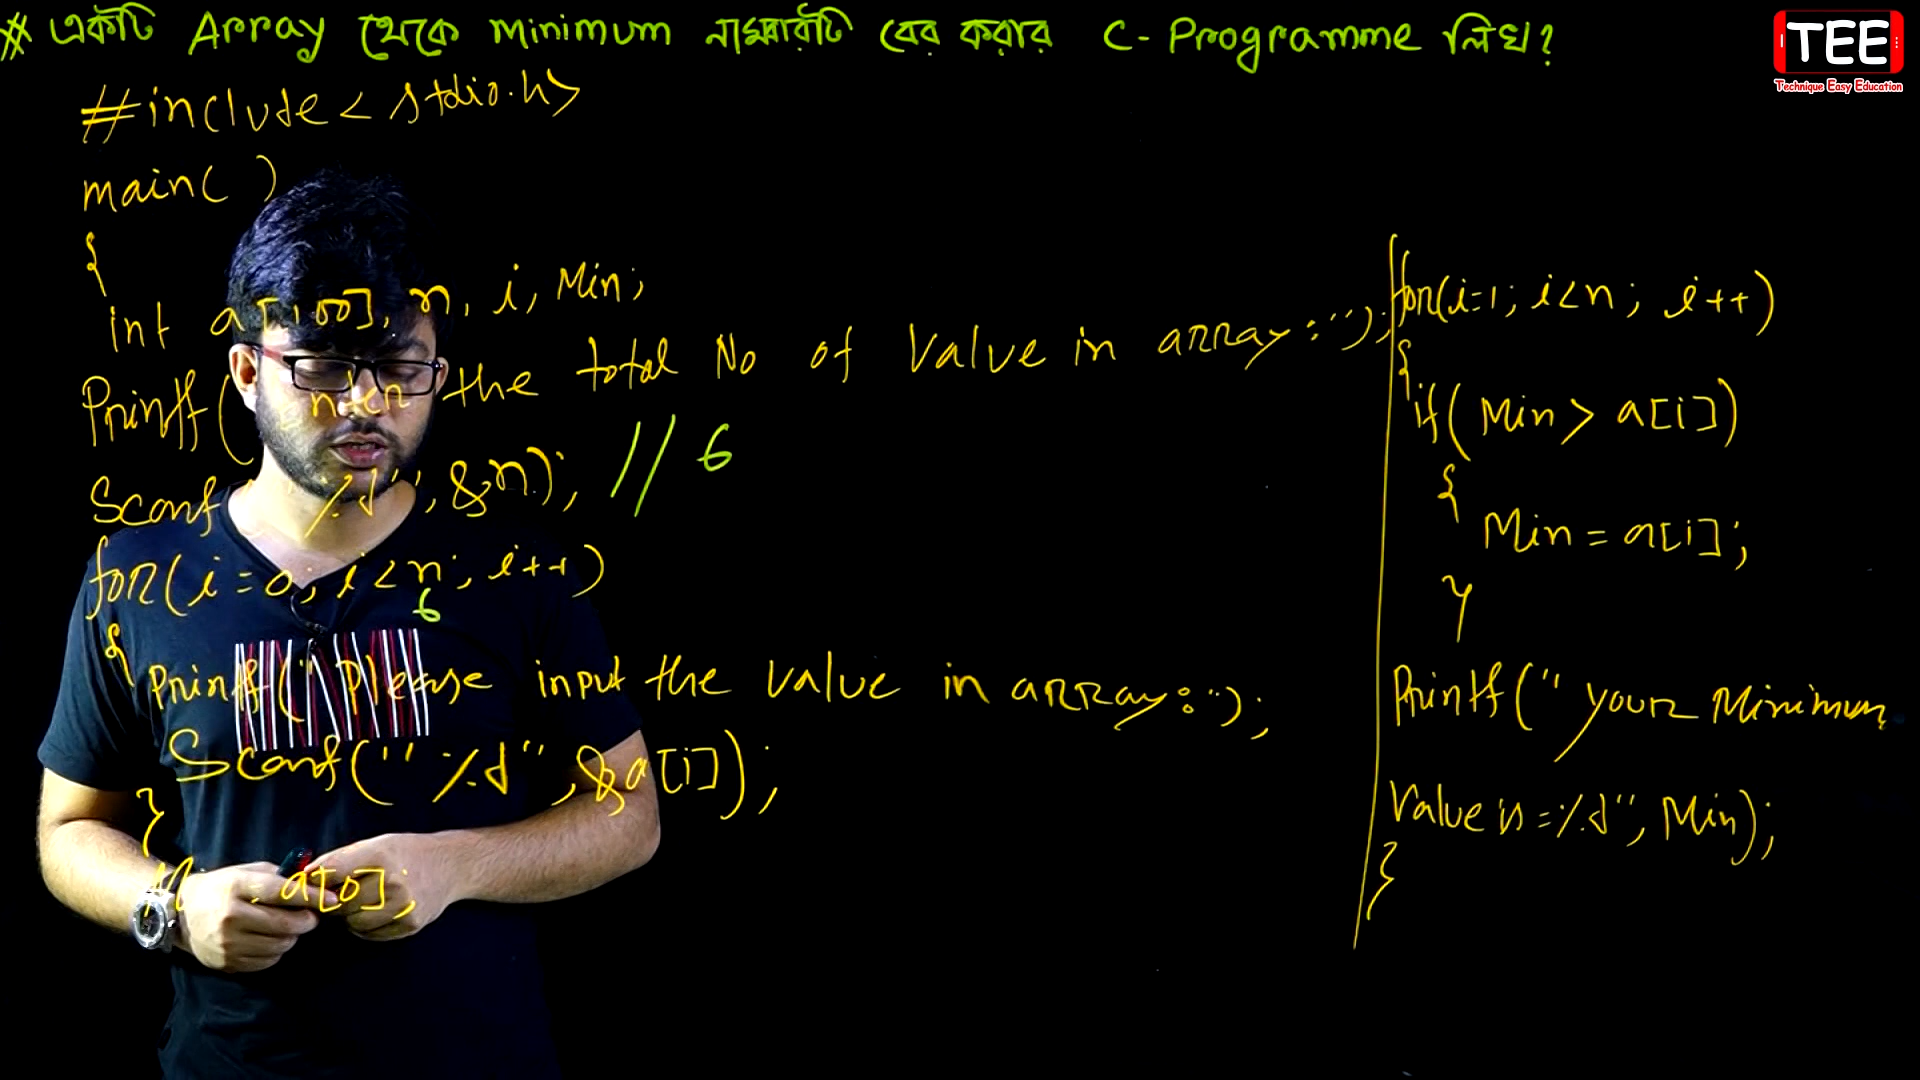 # একটি Array থেকে Minimum নাম্বারটি বের করার C-Programme লিখ?
TEE
Technique Easy Education
#include<stdio.h>
main( )
{
int a[100], n, i, Min;
Printf( nter the total No of Value in array:");
Scanf %d", &n); // 6
for(i=0; i<n; i++)
6
{ Printf("Please input the value in array:");
Scanf("%d", &a[i]);
}
a[0];
for(i=1; i<n; i++)
{
if(Min> a[i])
{
Min = a[i];
}
Printf("your Minimum
Value is =%d", Min);
}